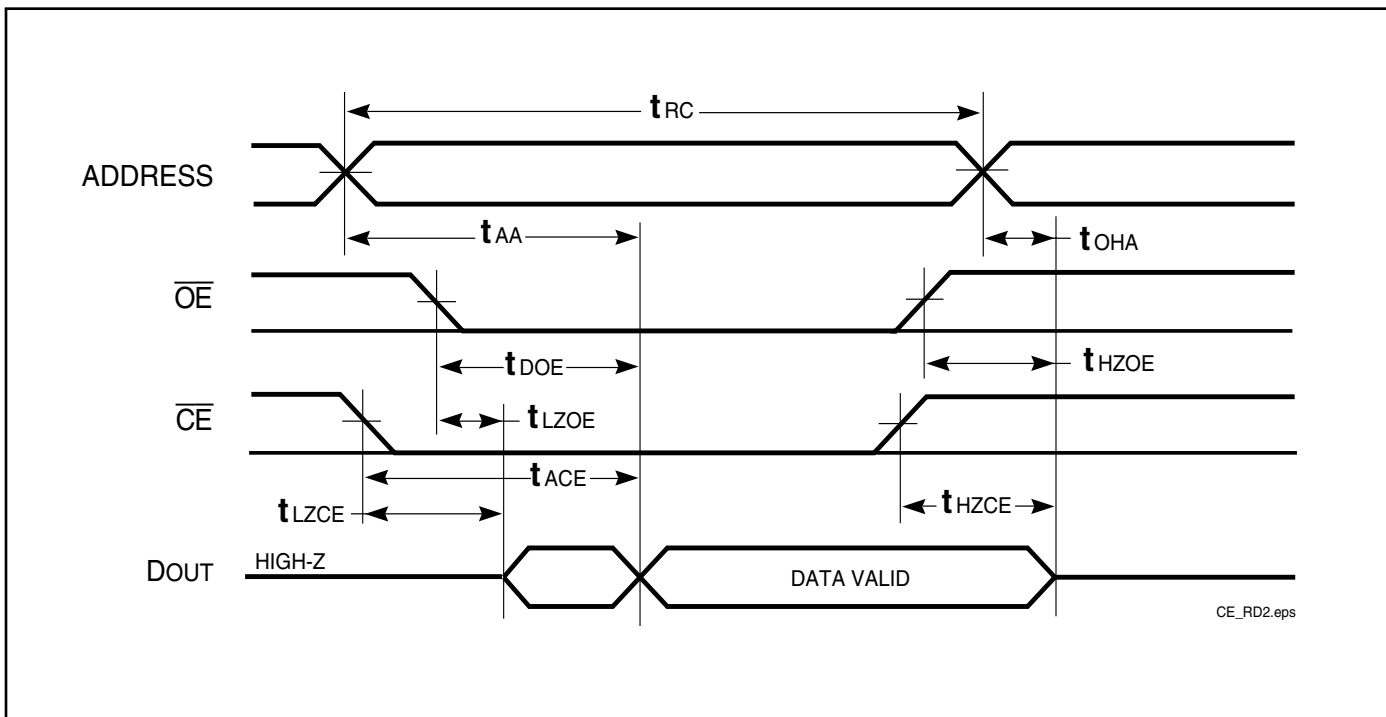 tRC
ADDRESS
tAA
tOHA
OE
tDOE
tHZOE
CE
tLZOE
tACE
tLZCE
tHZCE
DOUT
HIGH-Z
DATA VALID
CE_RD2.eps